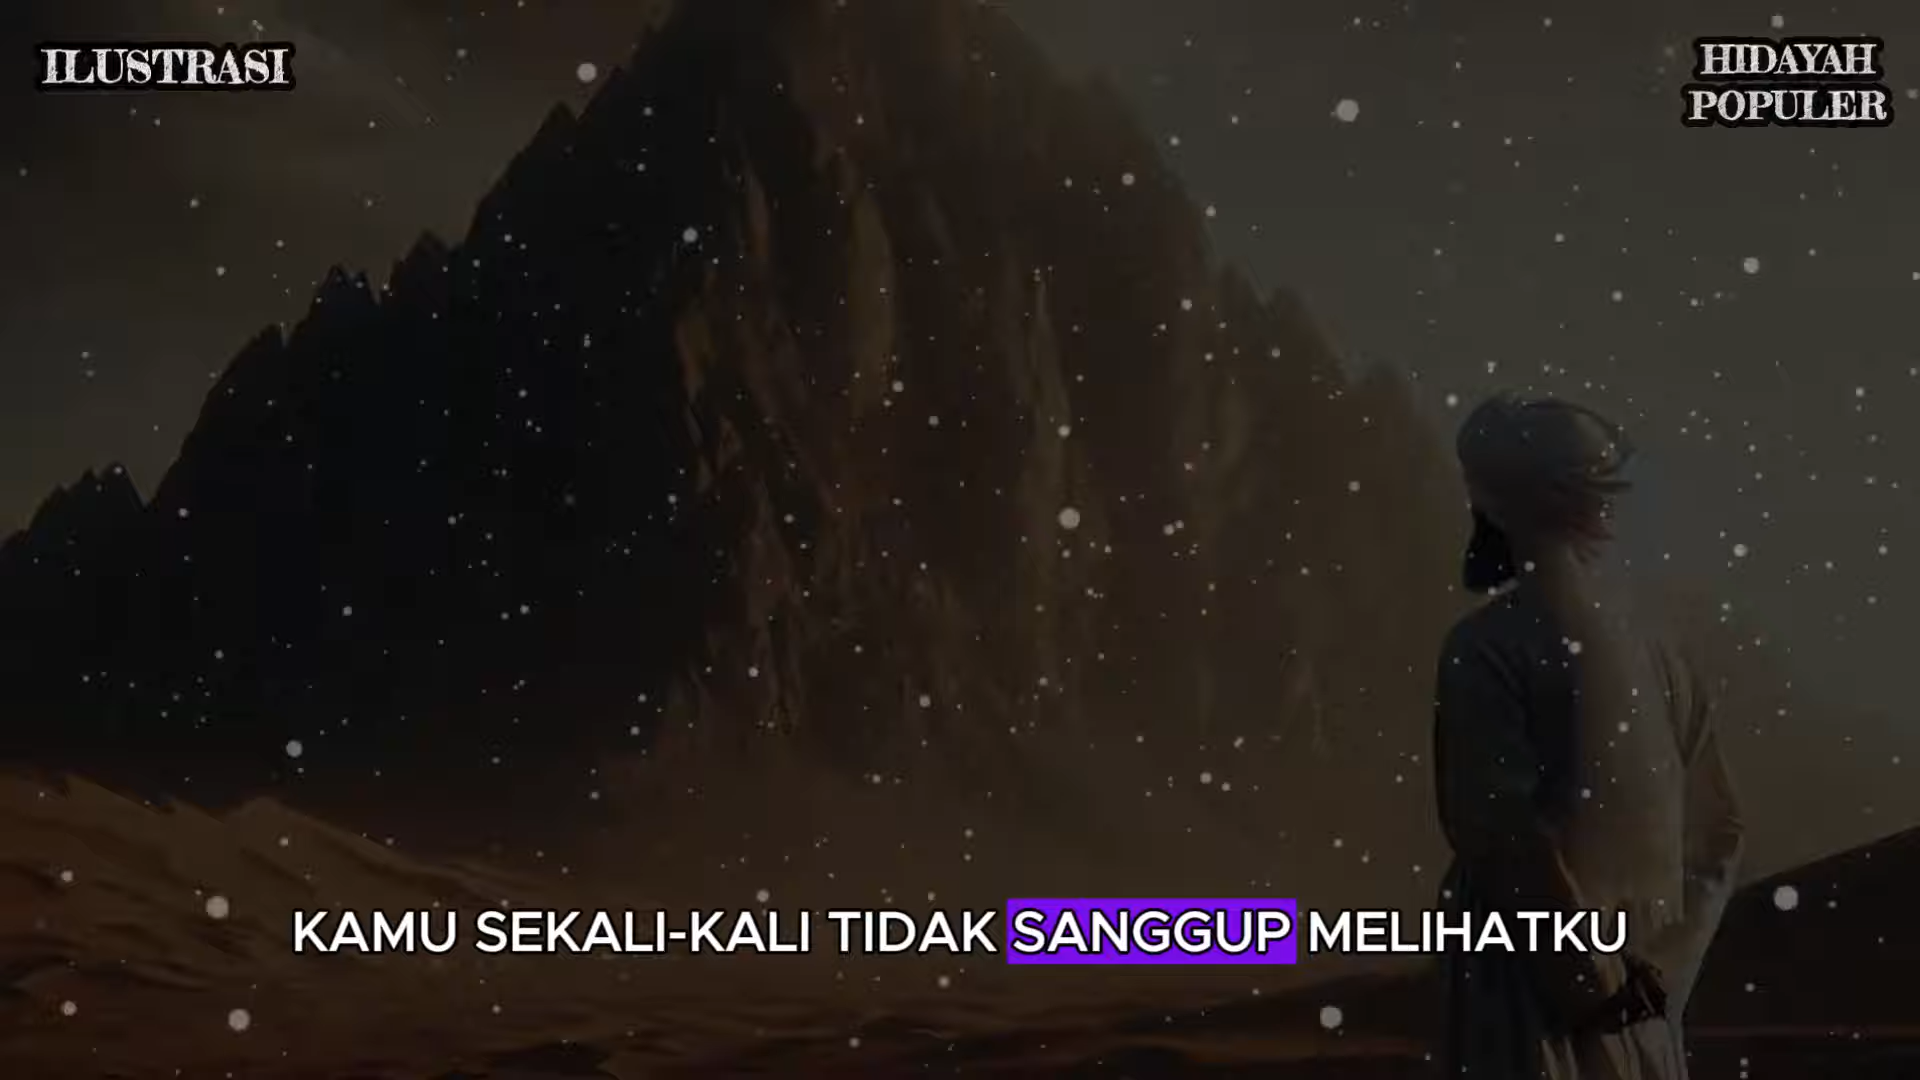 ILUSTRASI
HIDAYAH
POPULER
KAMU SEKALI-KALI TIDAK SANGGUP MELIHATKU